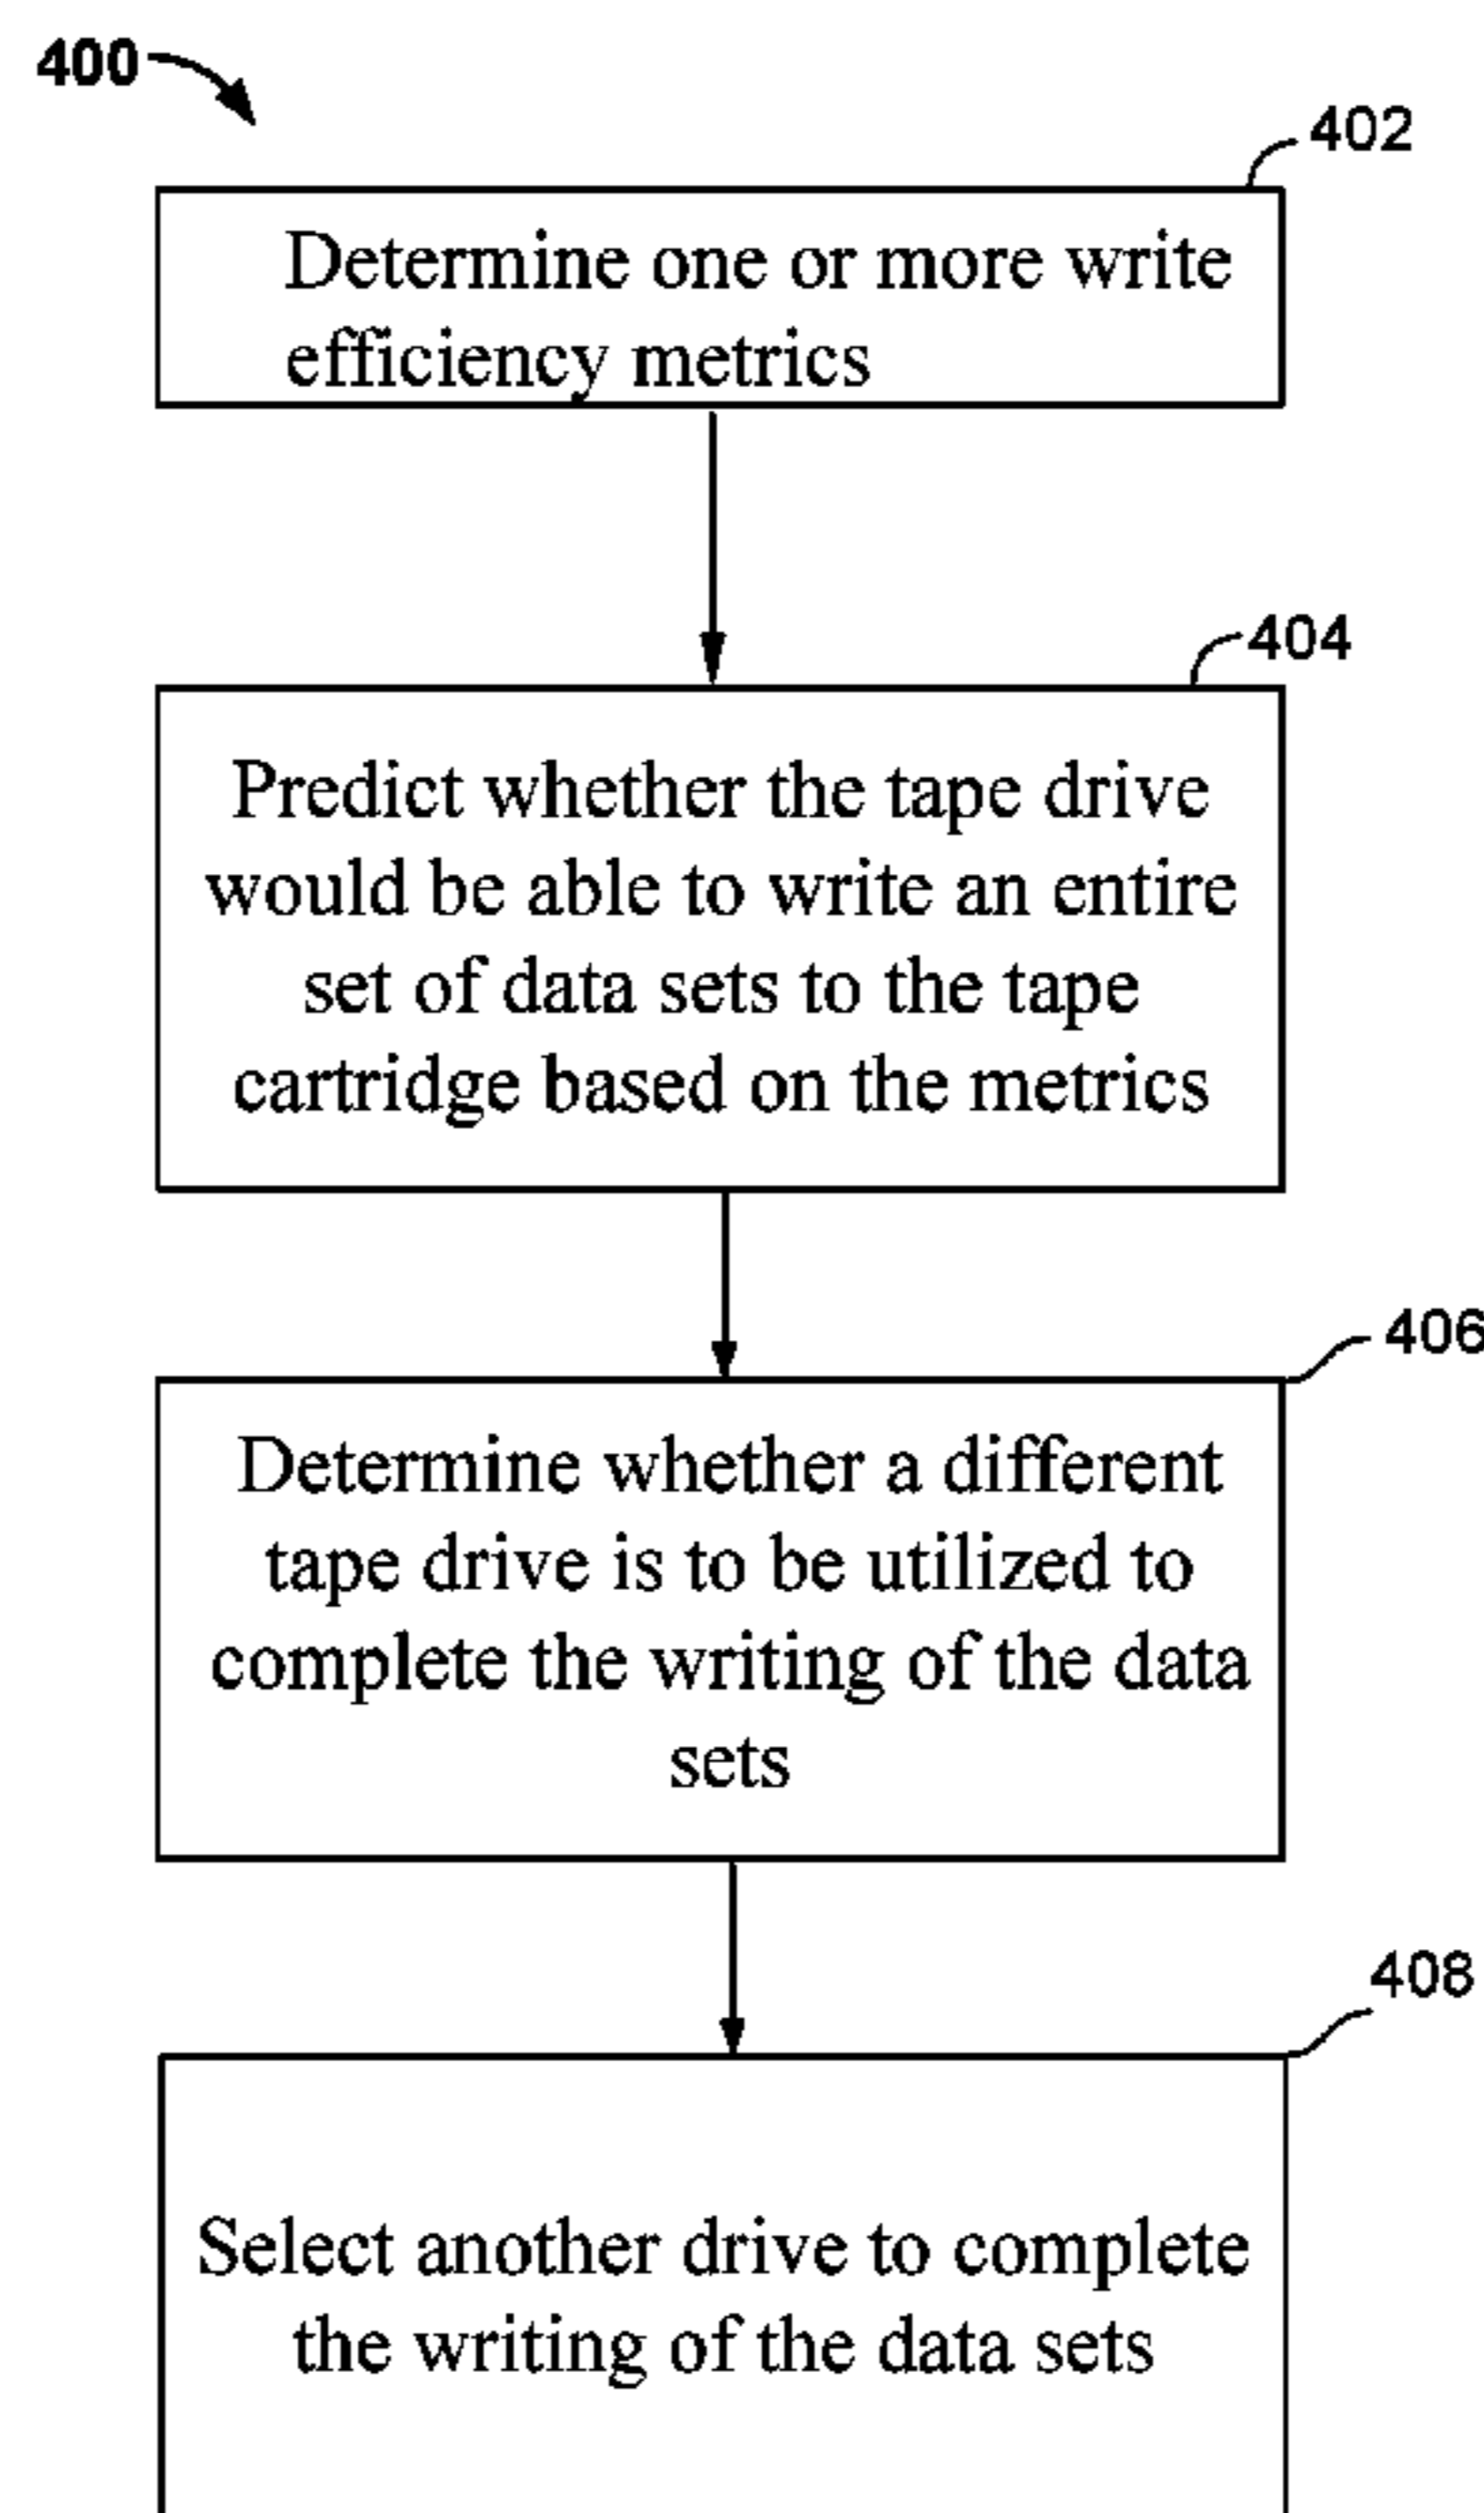 400
402
Determine one or more write
efficiency metrics
404
Predict whether the tape drive
would be able to write an entire
set of data sets to the tape
cartridge based on the metrics
406
Determine whether a different
tape drive is to be utilized to
complete the writing of the data
sets
408
Select another drive to complete
the writing of the data sets